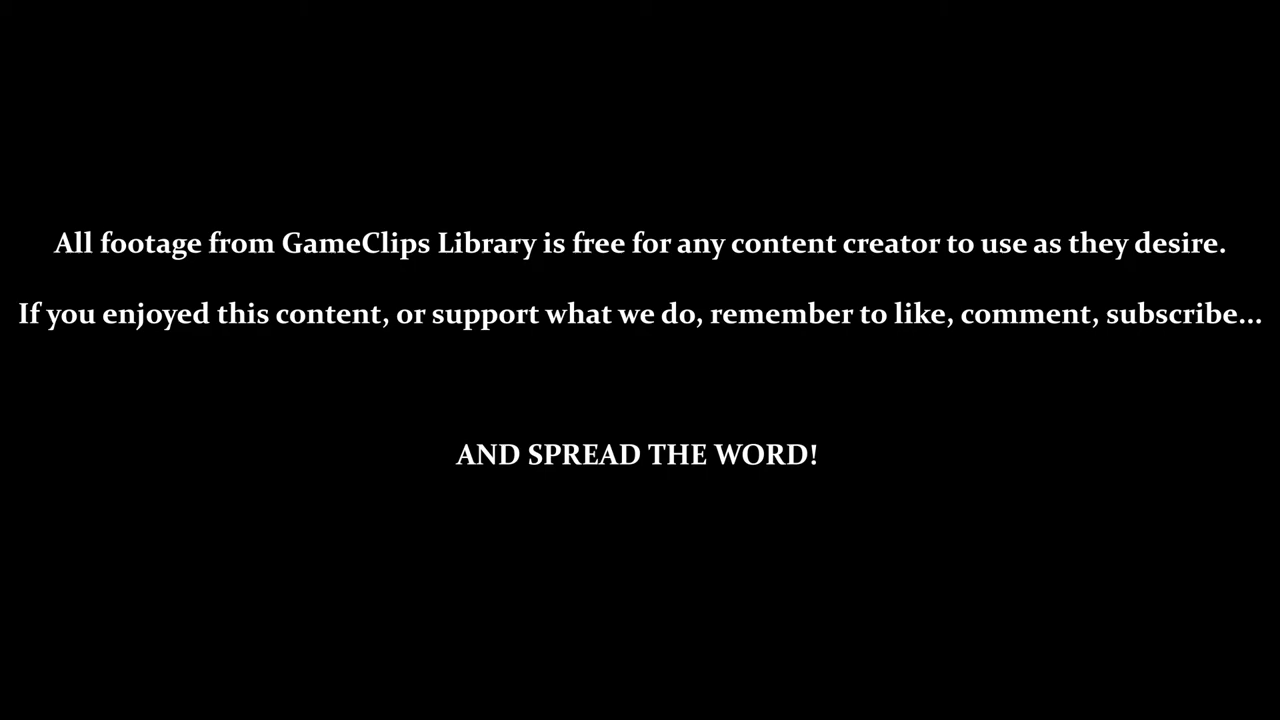 All footage from GameClips Library is free for any content creator to use as they desire.
If you enjoyed this content, or support what we do, remember to like, comment, subscribe...
AND SPREAD THE WORD!